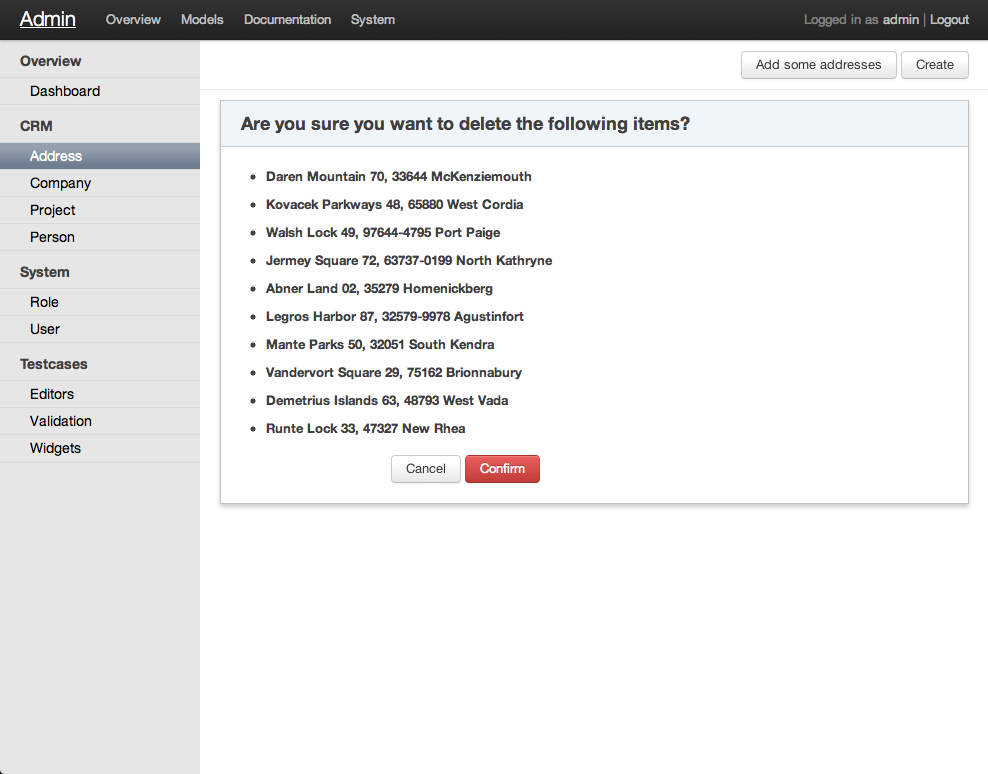 Admin Overview Models Documentation System Logged in as admin | Logout
Add some addresses Create
Overview
Dashboard
CRM
Address
Company
Project
Person
System
Role
User
Testcases
Editors
Validation
Widgets
Are you sure you want to delete the following items?
• Daren Mountain 70, 33644 McKenziemouth
• Kovacek Parkways 48, 65880 West Cordia
• Walsh Lock 49, 97644-4795 Port Paige
• Jermey Square 72, 63737-0199 North Kathryne
• Abner Land 02, 35279 Homenickberg
• Legros Harbor 87, 32579-9978 Agustinfort
• Mante Parks 50, 32051 South Kendra
• Vandervort Square 29, 75162 Brionnabury
• Demetrius Islands 63, 48793 West Vada
• Runte Lock 33, 47327 New Rhea
Cancel Confirm